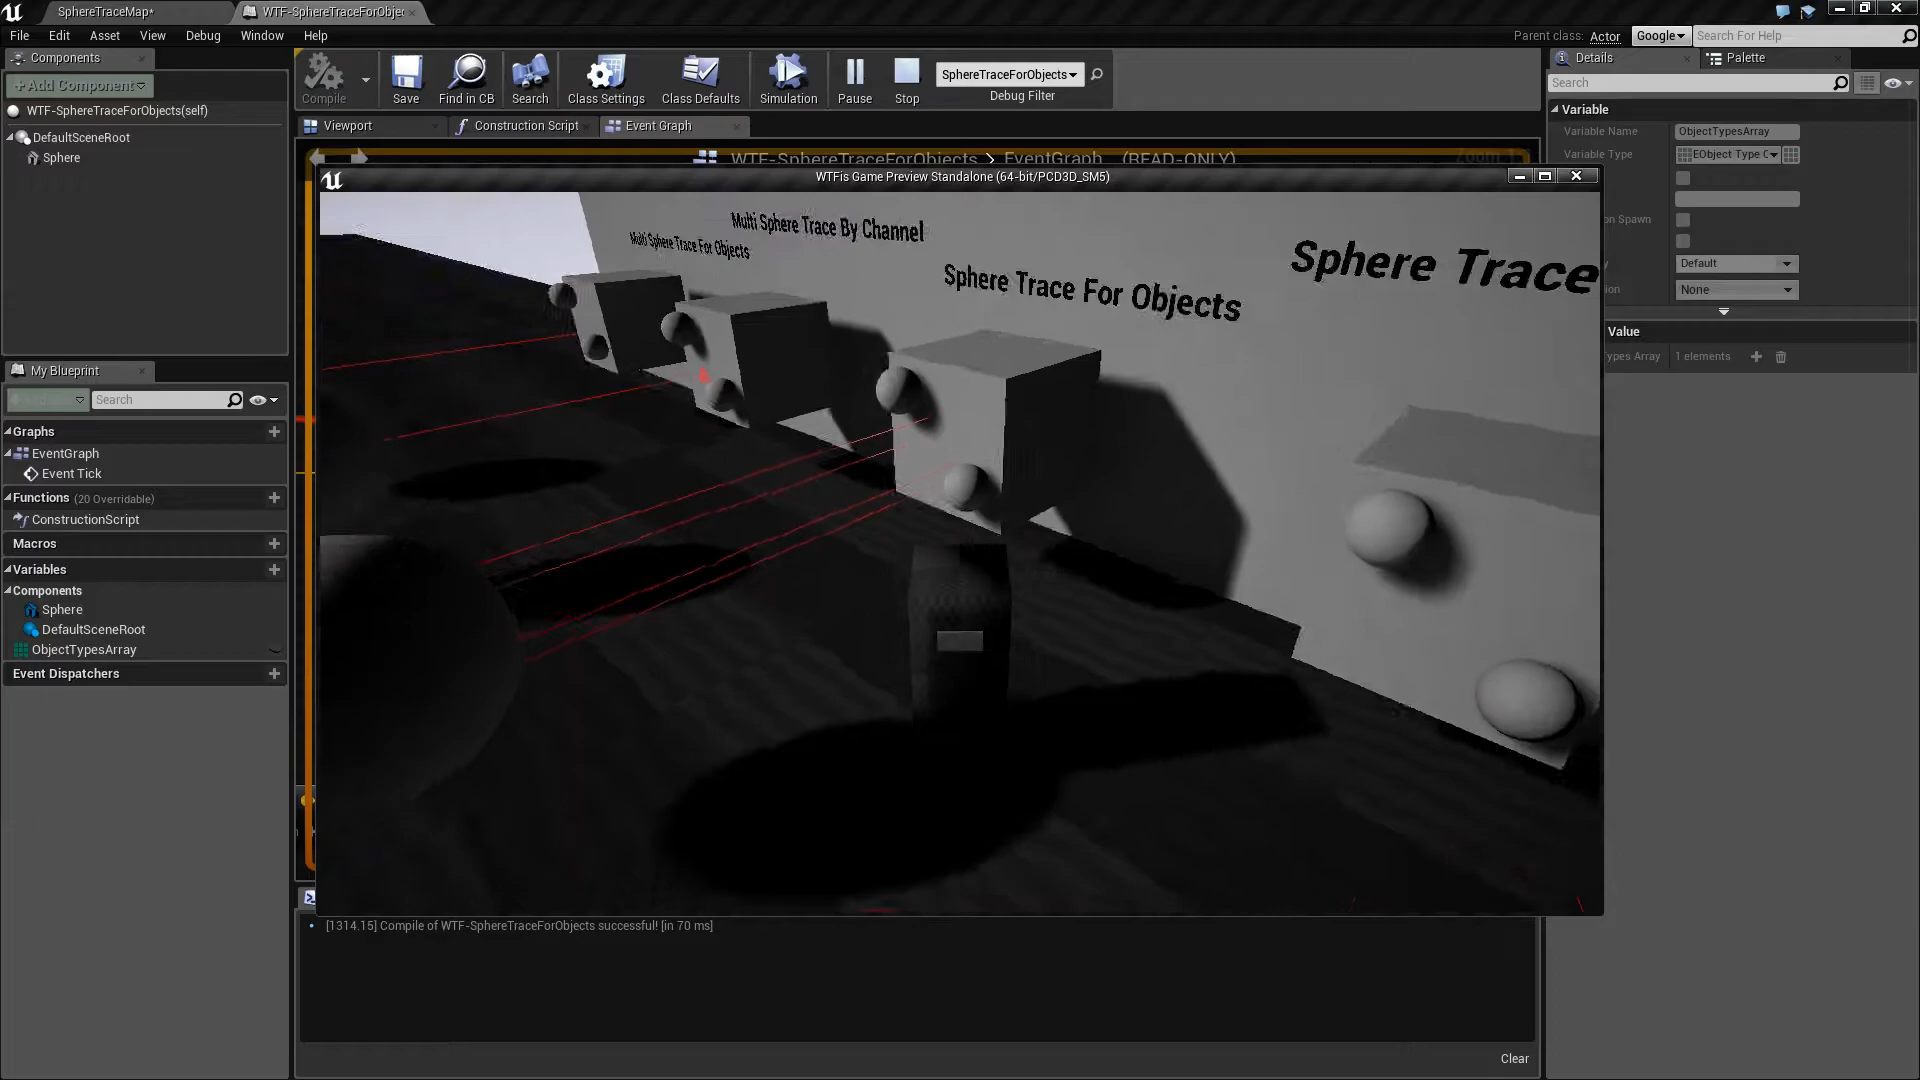 SphereTraceMap*
WTF-SphereTraceForObjec
File Edit Asset View Debug Window Help
Parent class: Actor
Google
Search For Help
Components
+Add Component
WTF-SphereTraceForObjects(self)
DefaultSceneRoot
Sphere
Compile
Save
Find in CB
Search
Class Settings
Class Defaults
Simulation
Pause
Stop
SphereTraceForObjects
Debug Filter
Viewport
Construction Script
Event Graph
WTF-SphereTraceForObjects > EventGraph (READ-ONLY)
WTFis Game Preview Standalone (64-bit/PCD3D_SM5)
Multi Sphere Trace For Objects
Multi Sphere Trace By Channel
Sphere Trace For Objects
Sphere Trace
My Blueprint
Search
Graphs
EventGraph
Event Tick
Functions (20 Overridable)
ConstructionScript
Macros
Variables
Components
Sphere
DefaultSceneRoot
ObjectTypesArray
Event Dispatchers
Details
Palette
Search
Variable
Variable Name ObjectTypesArray
Variable Type EObject Type
on Spawn
Default
ion None
Value
Types Array 1 elements
[1314.15] Compile of WTF-SphereTraceForObjects successful! [in 70 ms]
Clear